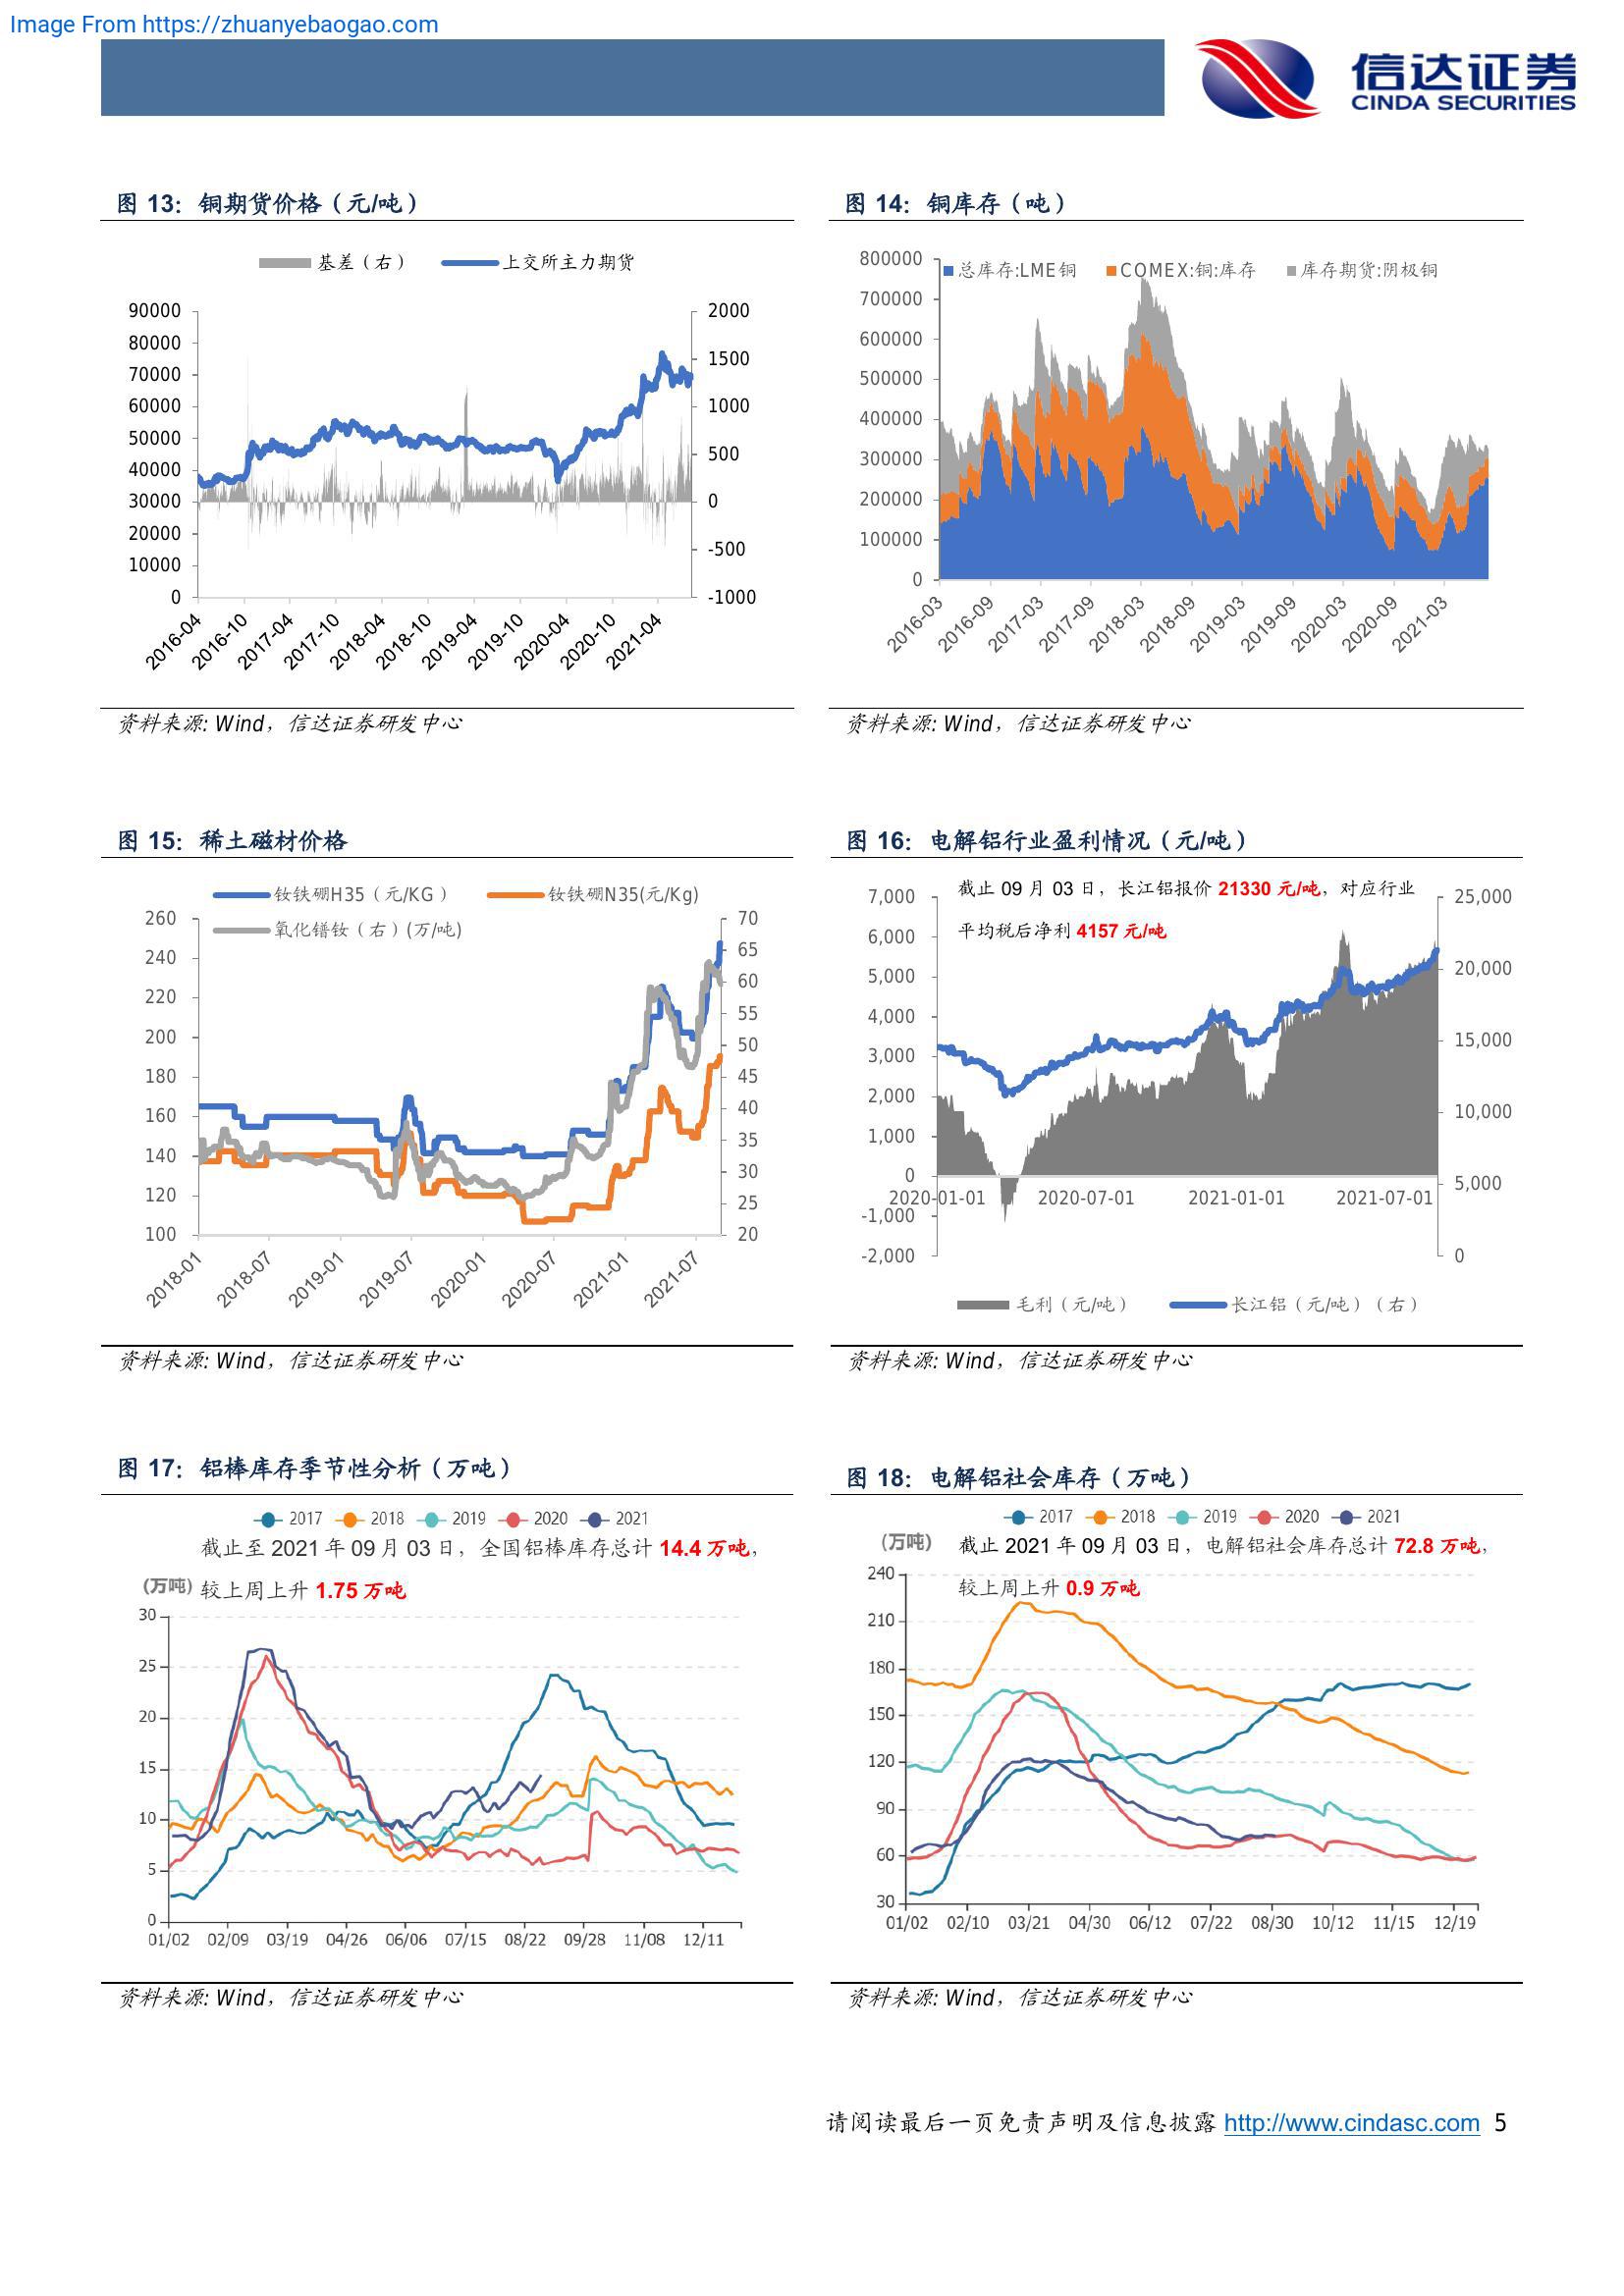 Image From https://zhuanyebaogao.com
信达证券
CINDA SECURITIES
图 13：铜期货价格（元/吨）
基差（右） 上交所主力期货
90000
80000
70000
60000
50000
40000
30000
20000
10000
0
2000
1500
1000
500
0
-500
-1000
2016-04 2016-10 2017-04 2017-10 2018-04 2018-10 2019-04 2019-10 2020-04 2020-10 2021-04
资料来源: Wind，信达证券研发中心
图 14：铜库存（吨）
总库存:LME铜 COMEX:铜:库存 库存期货:阴极铜
800000
700000
600000
500000
400000
300000
200000
100000
0
2016-03 2016-09 2017-03 2017-09 2018-03 2018-09 2019-03 2019-09 2020-03 2020-09 2021-03
资料来源: Wind，信达证券研发中心
图 15：稀土磁材价格
钕铁硼H35（元/KG） 钕铁硼N35(元/Kg)
氧化镨钕（右）(万/吨)
260
240
220
200
180
160
140
120
100
70
65
60
55
50
45
40
35
30
25
20
2018-01 2018-07 2019-01 2019-07 2020-01 2020-07 2021-01 2021-07
资料来源: Wind，信达证券研发中心
图 16：电解铝行业盈利情况（元/吨）
截止 09 月 03 日，长江铝报价 21330 元/吨，对应行业
平均税后净利 4157 元/吨
7,000
6,000
5,000
4,000
3,000
2,000
1,000
0
-1,000
-2,000
25,000
20,000
15,000
10,000
5,000
0
2020-01-01 2020-07-01 2021-01-01 2021-07-01
毛利（元/吨） 长江铝（元/吨）（右）
资料来源: Wind，信达证券研发中心
图 17：铝棒库存季节性分析（万吨）
2017 2018 2019 2020 2021
截止至 2021 年 09 月 03 日，全国铝棒库存总计 14.4 万吨，
(万吨) 较上周上升 1.75 万吨
30
25
20
15
10
5
0
01/02 02/09 03/19 04/26 06/06 07/15 08/22 09/28 11/08 12/11
资料来源: Wind，信达证券研发中心
图 18：电解铝社会库存（万吨）
2017 2018 2019 2020 2021
(万吨) 截止 2021 年 09 月 03 日，电解铝社会库存总计 72.8 万吨，
较上周上升 0.9 万吨
240
210
180
150
120
90
60
30
01/02 02/10 03/21 04/30 06/12 07/22 08/30 10/12 11/15 12/19
资料来源: Wind，信达证券研发中心
请阅读最后一页免责声明及信息披露 http://www.cindasc.com 5